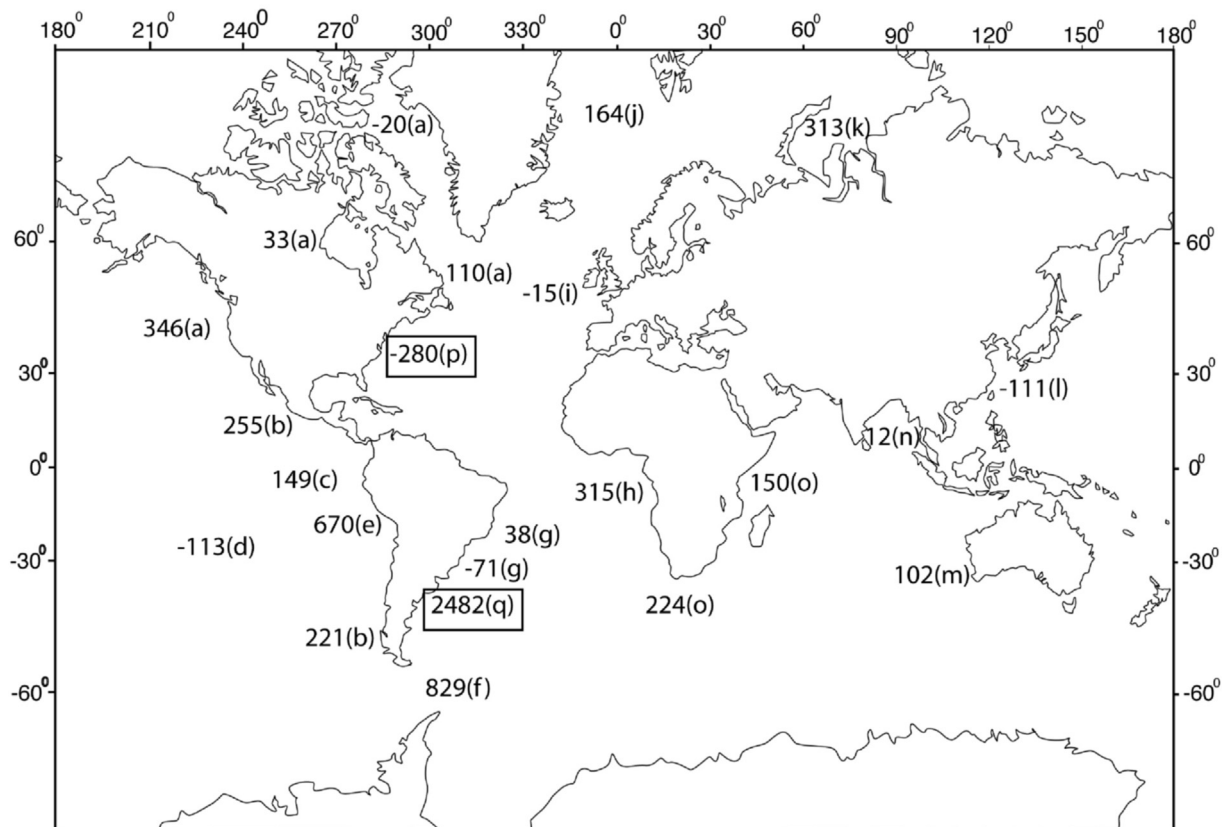 180⁰ 210⁰ 240⁰ 270⁰ 300⁰ 330⁰ 0⁰ 30⁰ 60⁰ 90⁰ 120⁰ 150⁰ 180⁰
164(j)
-20(a)
313(k)
60⁰ 60⁰
33(a)
110(a)
-15(i)
346(a)
-280(p)
30⁰ 30⁰
-111(l)
255(b)
12(n)
0⁰ 0⁰
149(c)
315(h)
150(o)
670(e)
38(g)
-113(d)
-30⁰ -30⁰
-71(g)
102(m)
2482(q)
224(o)
221(b)
829(f)
-60⁰ -60⁰